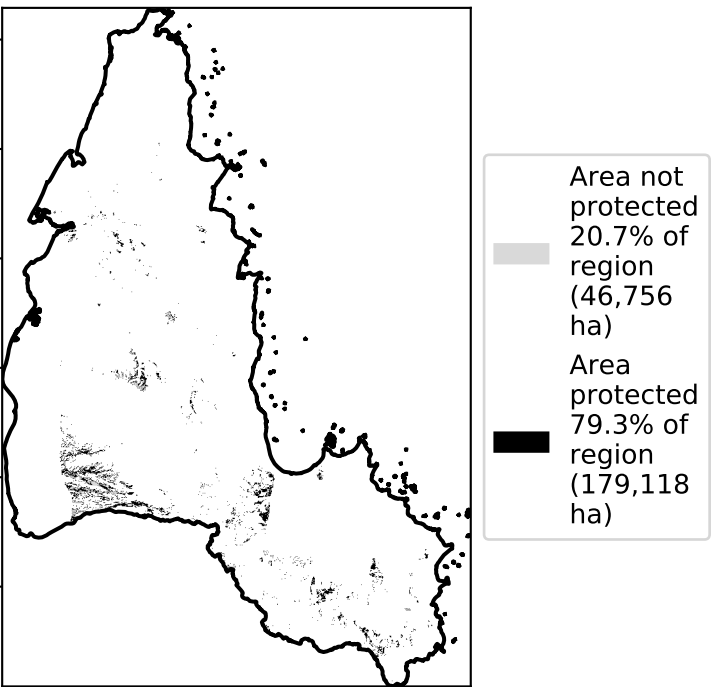 Area not
protected
20.7% of
region
(46,756
ha)
Area
protected
79.3% of
region
(179,118
ha)